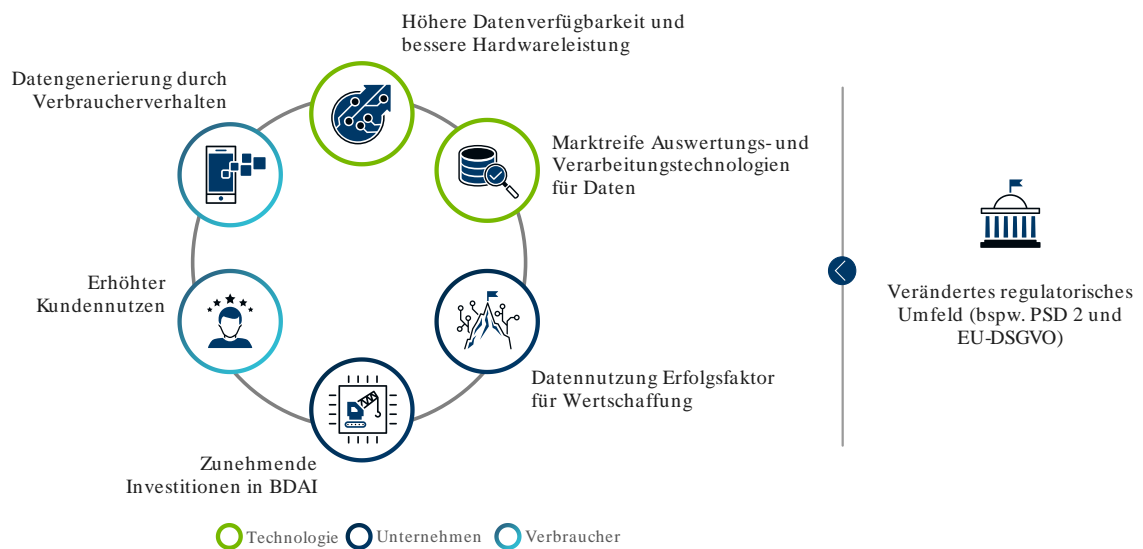 Höhere Datenverfügbarkeit und
bessere Hardwareleistung
Datengenerierung durch
Verbraucherverhalten
Marktreife Auswertungs- und
Verarbeitungstechnologien
für Daten
Erhöhter
Kundennutzen
Datennutzung Erfolgsfaktor
für Wertschaffung
Zunehmende
Investitionen in BDAI
Verändertes regulatorisches
Umfeld (bspw. PSD 2 und
EU-DSGVO)
Technologie Unternehmen Verbraucher